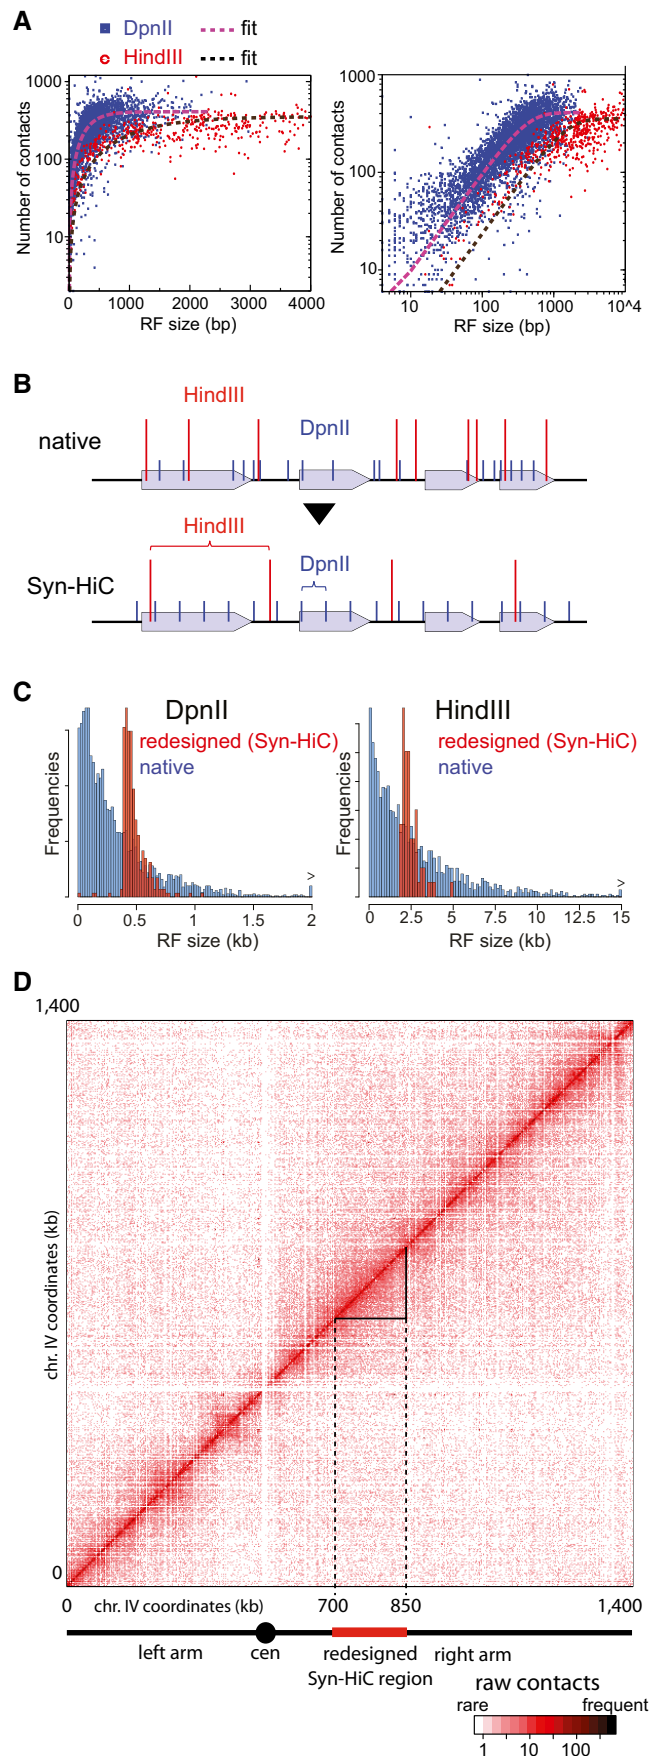 A
DpnII fit
HindIII fit
Number of contacts
1000
100
10
0 1000 2000 3000 4000
RF size (bp)
Number of contacts
1000
100
10
10 100 1000 10^4
RF size (bp)
B
HindIII
native
DpnII
HindIII
Syn-HiC
DpnII
C
DpnII
redesigned (Syn-HiC)
native
Frequencies
>
0 0.5 1 1.5 2
RF size (kb)
HindIII
redesigned (Syn-HiC)
native
Frequencies
>
0 2.5 5 7.5 10 12.5 15
RF size (kb)
D
1,400
chr. IV coordinates (kb)
0
0 chr. IV coordinates (kb) 700 850 1,400
left arm cen redesigned right arm
Syn-HiC region
raw contacts
rare frequent
1 10 100